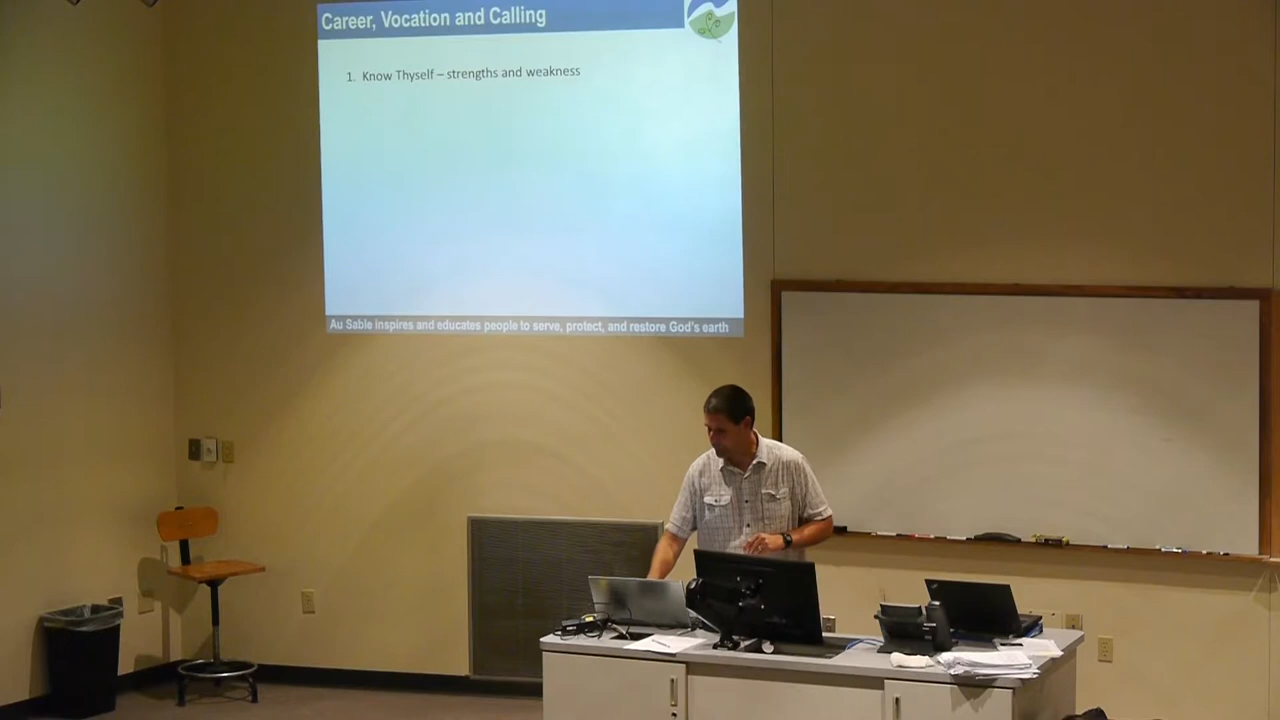 Career, Vocation and Calling
1. Know Thyself – strengths and weakness
Au Sable inspires and educates people to serve, protect, and restore God's earth